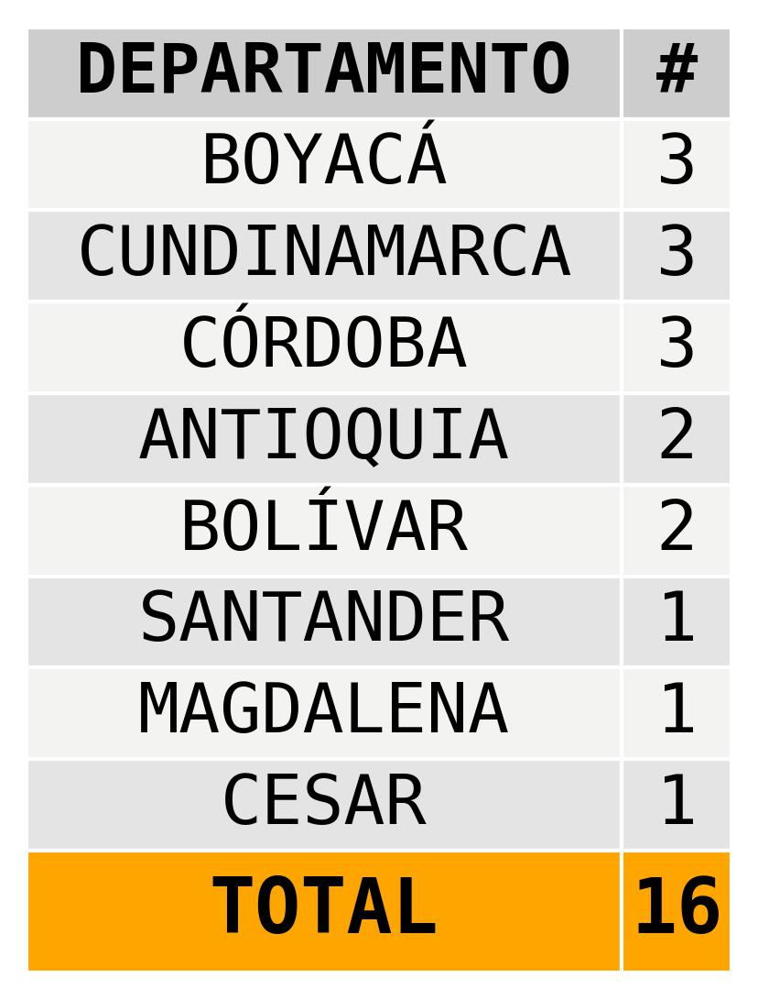 DEPARTAMENTO #
BOYACÁ 3
CUNDINAMARCA 3
CÓRDOBA 3
ANTIOQUIA 2
BOLÍVAR 2
SANTANDER 1
MAGDALENA 1
CESAR 1
TOTAL 16